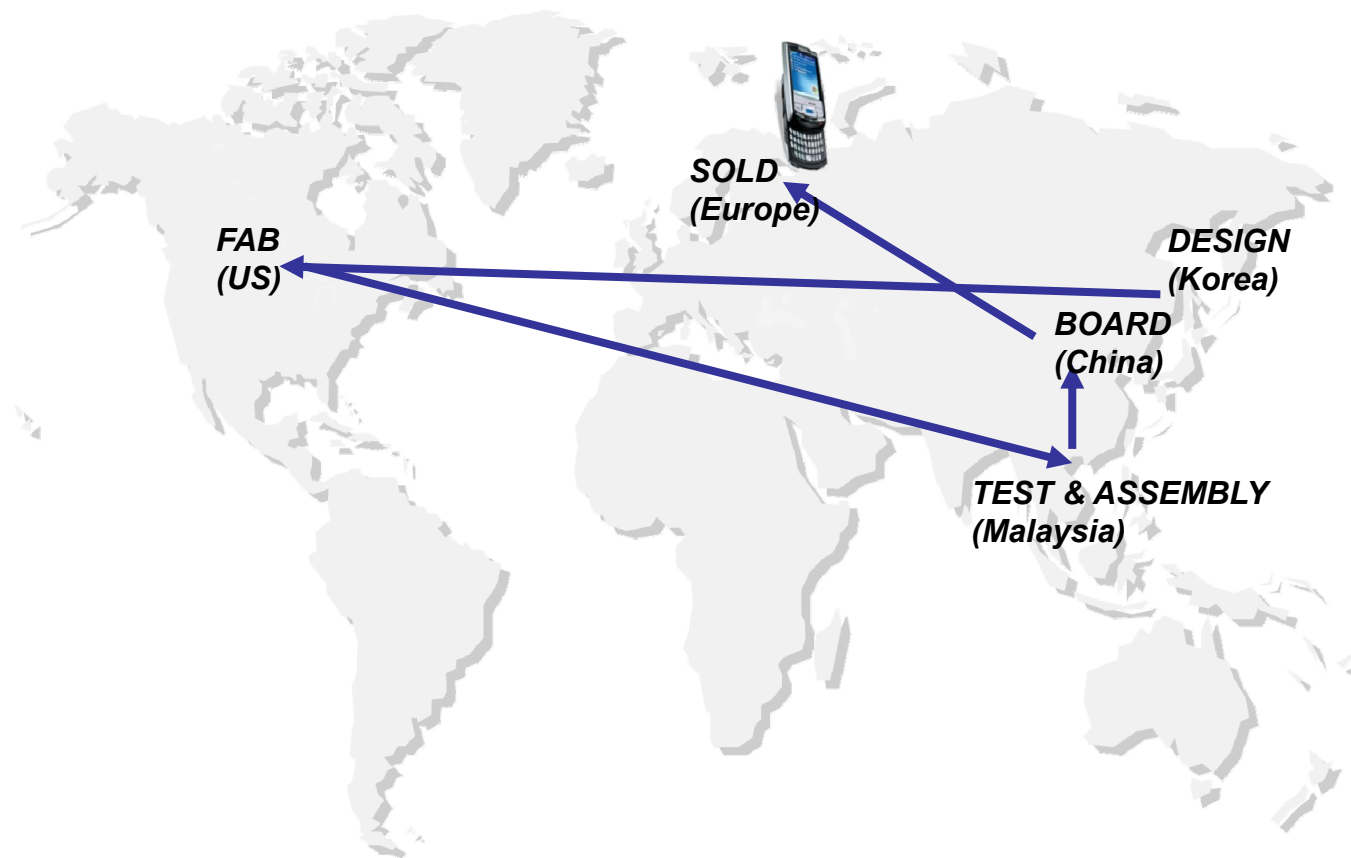 SOLD
(Europe)
FAB
(US)
DESIGN
(Korea)
BOARD
(China)
TEST & ASSEMBLY
(Malaysia)